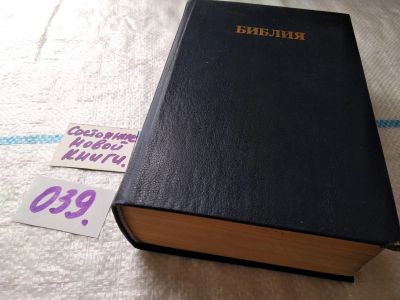 БИБЛИЯ
Состояние
новой
книги.
039.